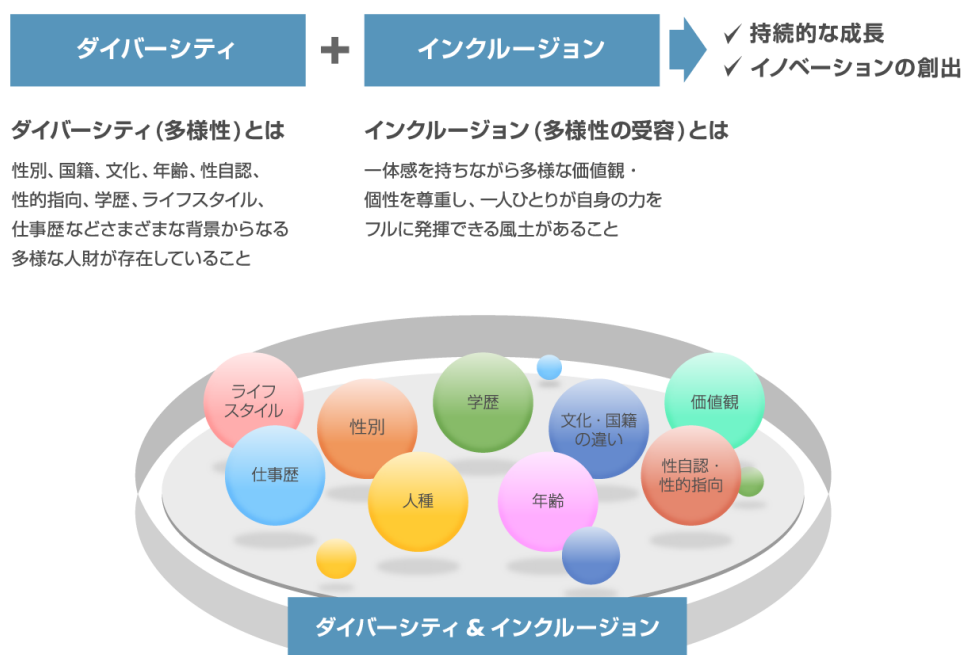 ダイバーシティ
+
インクルージョン
✓ 持続的な成長
✓ イノベーションの創出
ダイバーシティ(多様性)とは
性別、国籍、文化、年齢、性自認、
性的指向、学歴、ライフスタイル、
仕事歴などさまざまな背景からなる
多様な人財が存在していること
インクルージョン(多様性の受容)とは
一体感を持ちながら多様な価値観・
個性を尊重し、一人ひとりが自身の力を
フルに発揮できる風土があること
ライフ
スタイル
性別
学歴
文化・国籍
の違い
価値観
仕事歴
人種
年齢
性自認・
性的指向
ダイバーシティ & インクルージョン